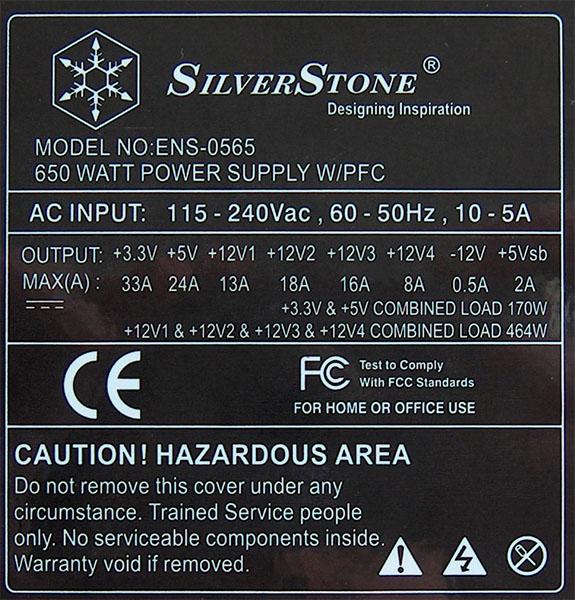 SILVERSTONE®
Designing Inspiration
MODEL NO:ENS-0565
650 WATT POWER SUPPLY W/PFC
AC INPUT: 115 - 240Vac , 60 - 50Hz , 10 - 5A
OUTPUT: +3.3V +5V +12V1 +12V2 +12V3 +12V4 -12V +5Vsb
MAX(A) : 33A 24A 13A 18A 16A 8A 0.5A 2A
+3.3V & +5V COMBINED LOAD 170W
+12V1 & +12V2 & +12V3 & +12V4 COMBINED LOAD 464W
CE
FC Test to Comply
With FCC Standards
FOR HOME OR OFFICE USE
CAUTION! HAZARDOUS AREA
Do not remove this cover under any
circumstance. Trained Service people
only. No serviceable components inside.
Warranty void if removed.